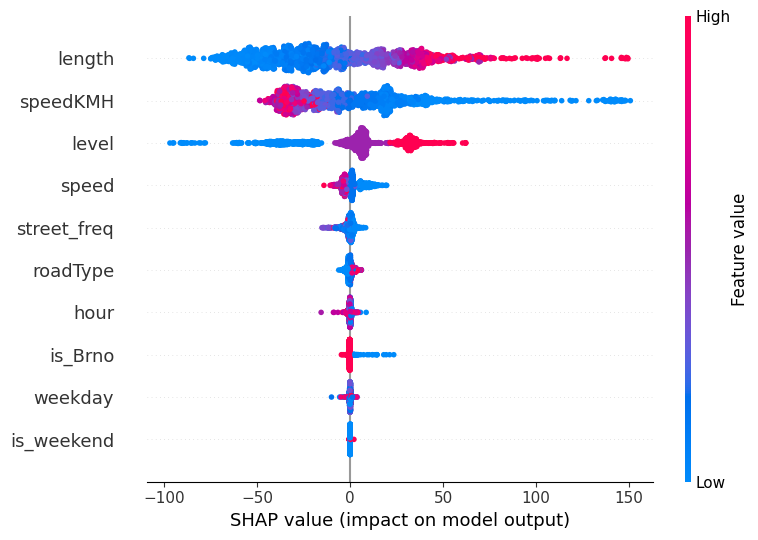 High
length
speedKMH
level
speed
street_freq
roadType
hour
is_Brno
weekday
is_weekend
Feature value
Low
−100 −50 0 50 100 150
SHAP value (impact on model output)